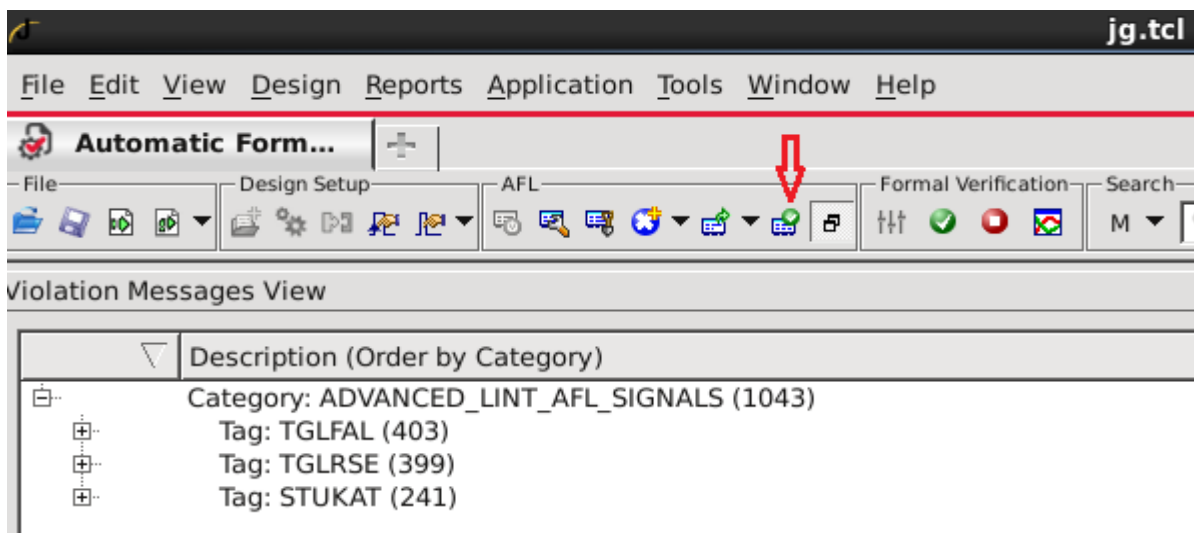 jg.tcl
File Edit View Design Reports Application Tools Window Help
Automatic Form...
File Design Setup AFL Formal Verification Search
M
Violation Messages View
Description (Order by Category)
Category: ADVANCED_LINT_AFL_SIGNALS (1043)
Tag: TGLFAL (403)
Tag: TGLRSE (399)
Tag: STUKAT (241)